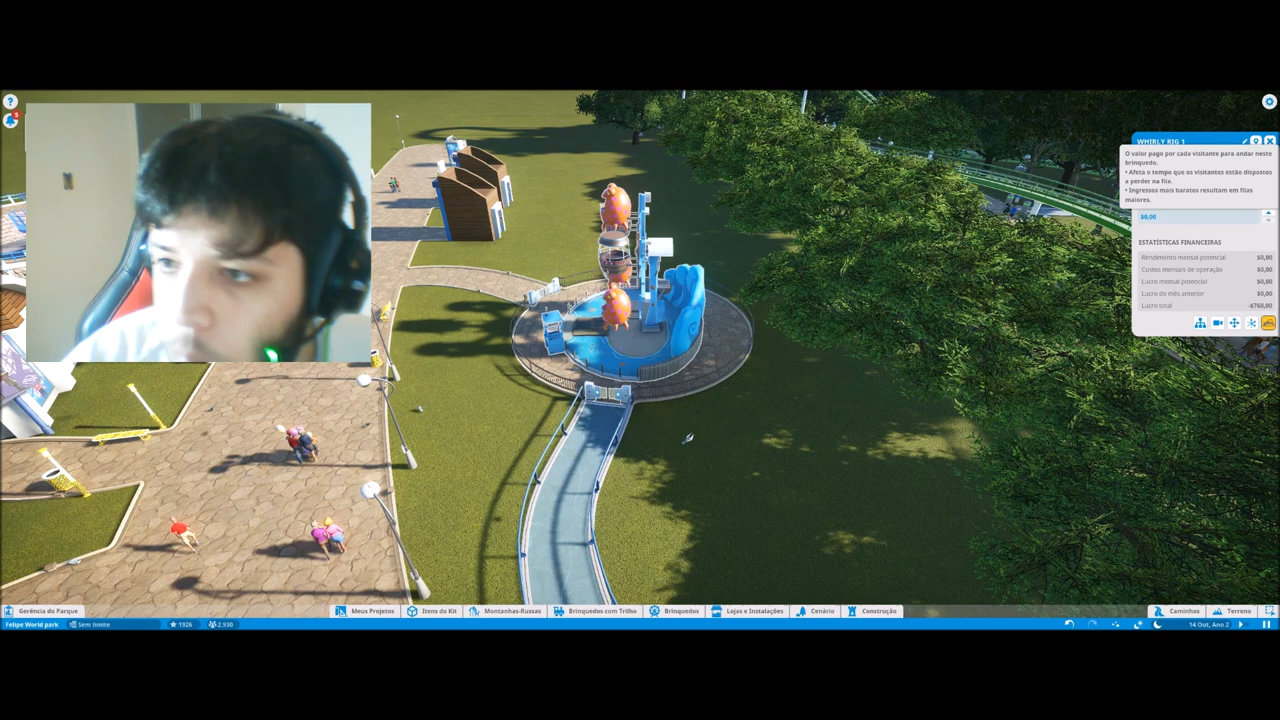 ?
5
WHIRLY RIG 1
O valor pago por cada visitante para andar neste
brinquedo.
• Afeta o tempo que os visitantes estão dispostos
a perder na fila.
• Ingressos mais baratos resultam em filas
maiores.
$0,00
ESTATÍSTICAS FINANCEIRAS
Rendimento mensal potencial $0,00
Custos mensais de operação $0,00
Lucro mensal potencial $0,00
Lucro do mês anterior $0,00
Lucro total -$760,00
Gerência do Parque
Meus Projetos
Itens do Kit
Montanhas-Russas
Brinquedos com Trilho
Brinquedos
Lojas e Instalações
Cenário
Construção
Caminhos
Terreno
Felipe World park
Sem limite
1926
2.930
14 Out, Ano 2